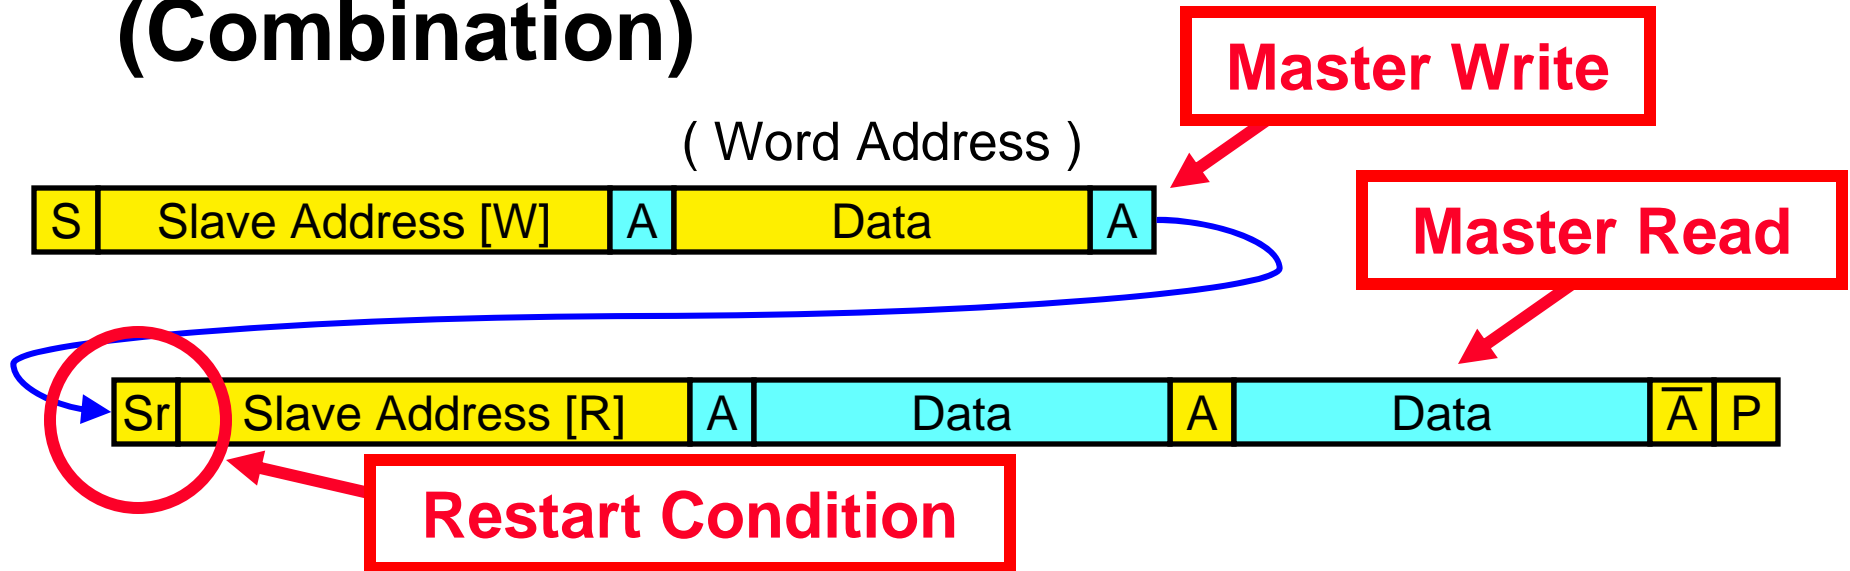 (Combination)
Master Write
( Word Address )
S Slave Address [W] A Data A
Master Read
Sr Slave Address [R] A Data A Data A̅ P
Restart Condition